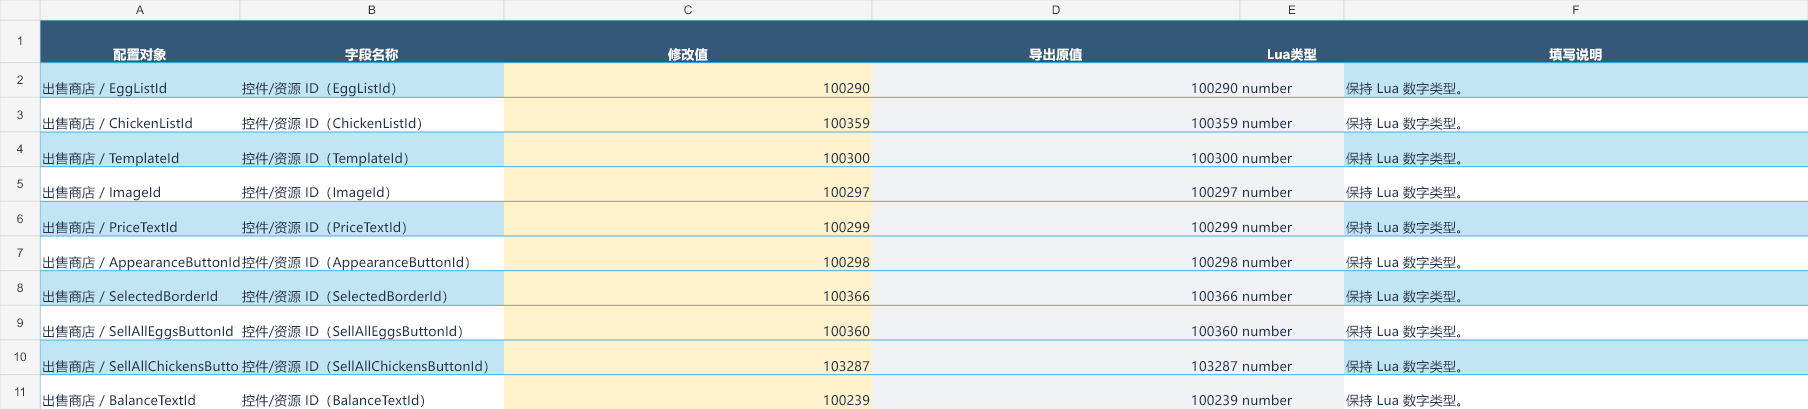 A B C D E F
1 配置对象 字段名称 修改值 导出原值 Lua类型 填写说明
2 出售商店 / EggListId 控件/资源 ID（EggListId） 100290 100290 number 保持 Lua 数字类型。
3 出售商店 / ChickenListId 控件/资源 ID（ChickenListId） 100359 100359 number 保持 Lua 数字类型。
4 出售商店 / TemplateId 控件/资源 ID（TemplateId） 100300 100300 number 保持 Lua 数字类型。
5 出售商店 / ImageId 控件/资源 ID（ImageId） 100297 100297 number 保持 Lua 数字类型。
6 出售商店 / PriceTextId 控件/资源 ID（PriceTextId） 100299 100299 number 保持 Lua 数字类型。
7 出售商店 / AppearanceButtonId 控件/资源 ID（AppearanceButtonId） 100298 100298 number 保持 Lua 数字类型。
8 出售商店 / SelectedBorderId 控件/资源 ID（SelectedBorderId） 100366 100366 number 保持 Lua 数字类型。
9 出售商店 / SellAllEggsButtonId 控件/资源 ID（SellAllEggsButtonId） 100360 100360 number 保持 Lua 数字类型。
10 出售商店 / SellAllChickensButto 控件/资源 ID（SellAllChickensButtonId） 103287 103287 number 保持 Lua 数字类型。
11 出售商店 / BalanceTextId 控件/资源 ID（BalanceTextId） 100239 100239 number 保持 Lua 数字类型。